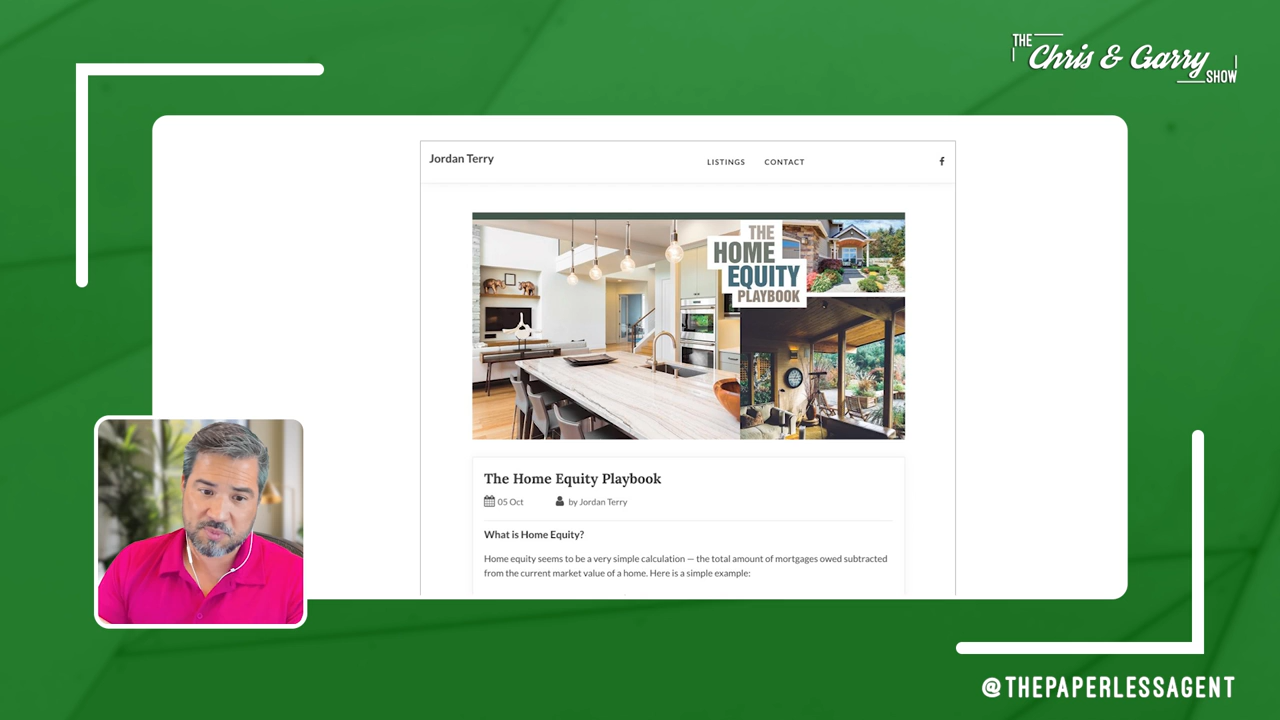 THE
Chris & Garry
SHOW
Jordan Terry
LISTINGS CONTACT
THE
HOME
EQUITY
PLAYBOOK
The Home Equity Playbook
05 Oct by Jordan Terry
What is Home Equity?
Home equity seems to be a very simple calculation — the total amount of mortgages owed subtracted
from the current market value of a home. Here is a simple example:
@THEPAPERLESSAGENT